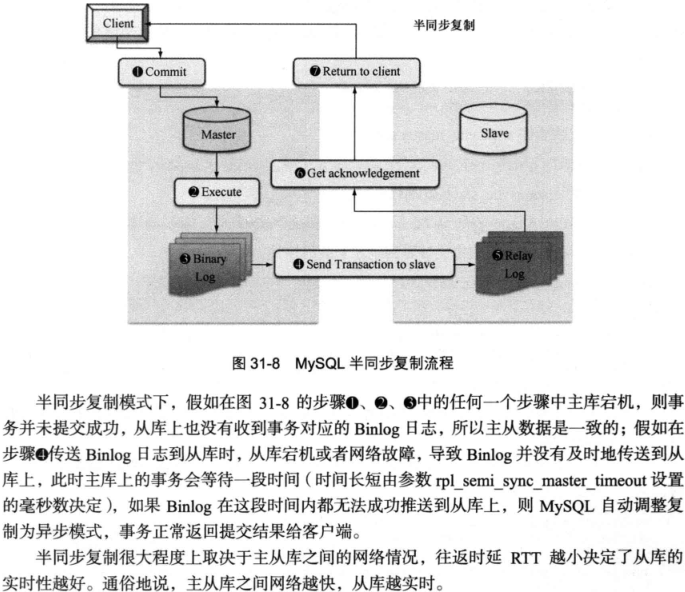 Client
半同步复制
❶Commit
❼Return to client
Master
Slave
❻Get acknowledgement
❷Execute
❸Binary
Log
❹Send Transaction to slave
❺Relay
Log
图 31-8 MySQL 半同步复制流程
半同步复制模式下，假如在图 31-8 的步骤❶、❷、❸中的任何一个步骤中主库宕机，则事
务并未提交成功，从库上也没有收到事务对应的 Binlog 日志，所以主从数据是一致的；假如在
步骤❹传送 Binlog 日志到从库时，从库宕机或者网络故障，导致 Binlog 并没有及时地传送到从
库上，此时主库上的事务会等待一段时间（时间长短由参数 rpl_semi_sync_master_timeout 设置
的毫秒数决定），如果 Binlog 在这段时间内都无法成功推送到从库上，则 MySQL 自动调整复
制为异步模式，事务正常返回提交结果给客户端。
半同步复制很大程度上取决于主从库之间的网络情况，往返时延 RTT 越小决定了从库的
实时性越好。通俗地说，主从库之间网络越快，从库越实时。